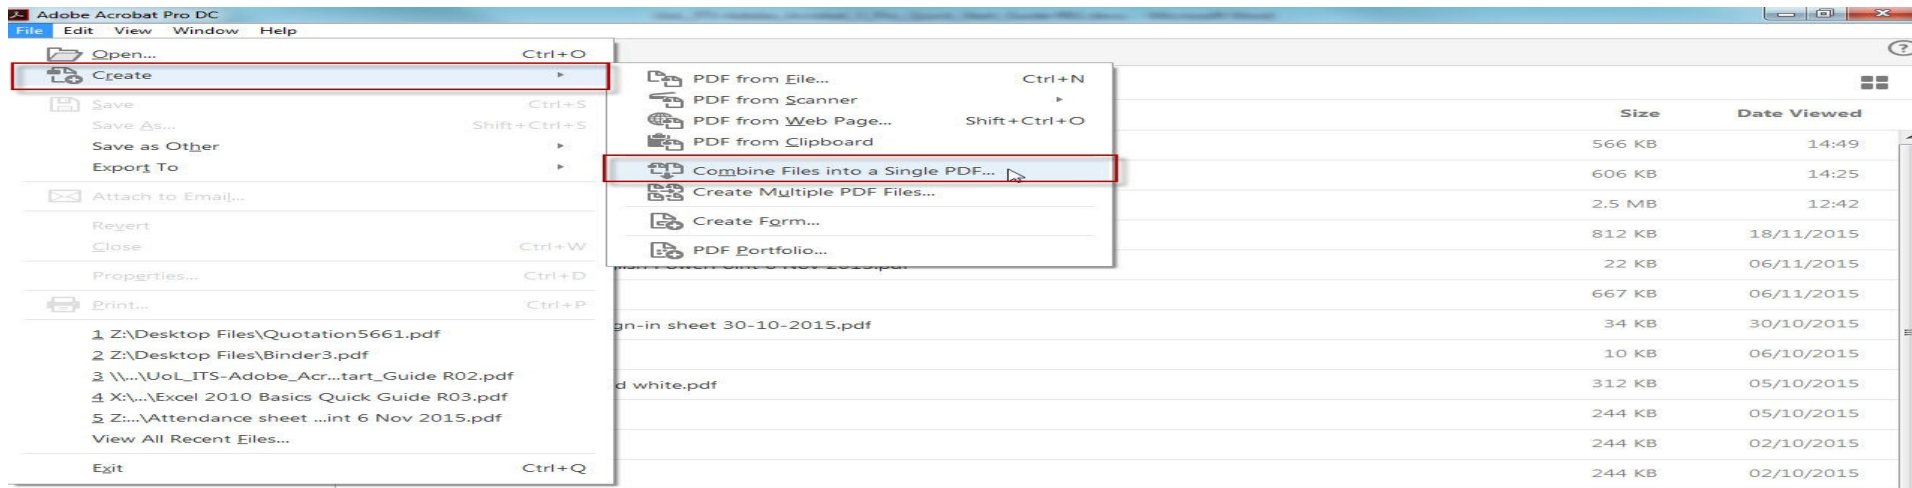 Adobe Acrobat Pro DC
File Edit View Window Help
Open... Ctrl+O
Create
Save Ctrl+S
Save As... Shift+Ctrl+S
Save as Other
Export To
Attach to Email...
Revert
Close Ctrl+W
Properties... Ctrl+D
Print... Ctrl+P
1 Z:\Desktop Files\Quotation5661.pdf
2 Z:\Desktop Files\Binder3.pdf
3 \\...\UoL_ITS-Adobe_Acr...tart_Guide R02.pdf
4 X:\...\Excel 2010 Basics Quick Guide R03.pdf
5 Z:...\Attendance sheet ...int 6 Nov 2015.pdf
View All Recent Files...
Exit Ctrl+Q
PDF from File... Ctrl+N
PDF from Scanner
PDF from Web Page... Shift+Ctrl+O
PDF from Clipboard
Combine Files into a Single PDF...
Create Multiple PDF Files...
Create Form...
PDF Portfolio...
Size Date Viewed
566 KB 14:49
606 KB 14:25
2.5 MB 12:42
812 KB 18/11/2015
22 KB 06/11/2015
667 KB 06/11/2015
gn-in sheet 30-10-2015.pdf 34 KB 30/10/2015
10 KB 06/10/2015
d white.pdf 312 KB 05/10/2015
244 KB 05/10/2015
244 KB 02/10/2015
244 KB 02/10/2015